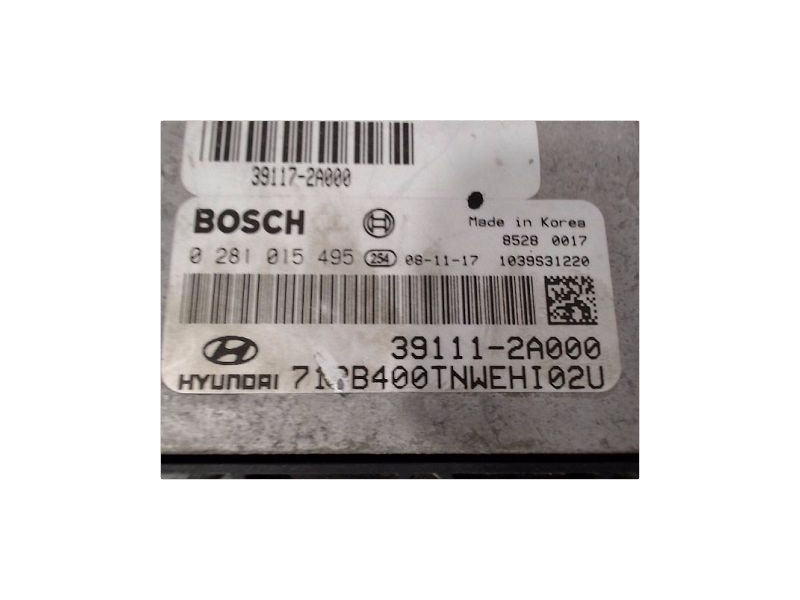 39117-2A000
BOSCH Made in Korea
8528 0017
0 281 015 495 254 08-11-17 1039S31220
39111-2A000
HYUNDAI